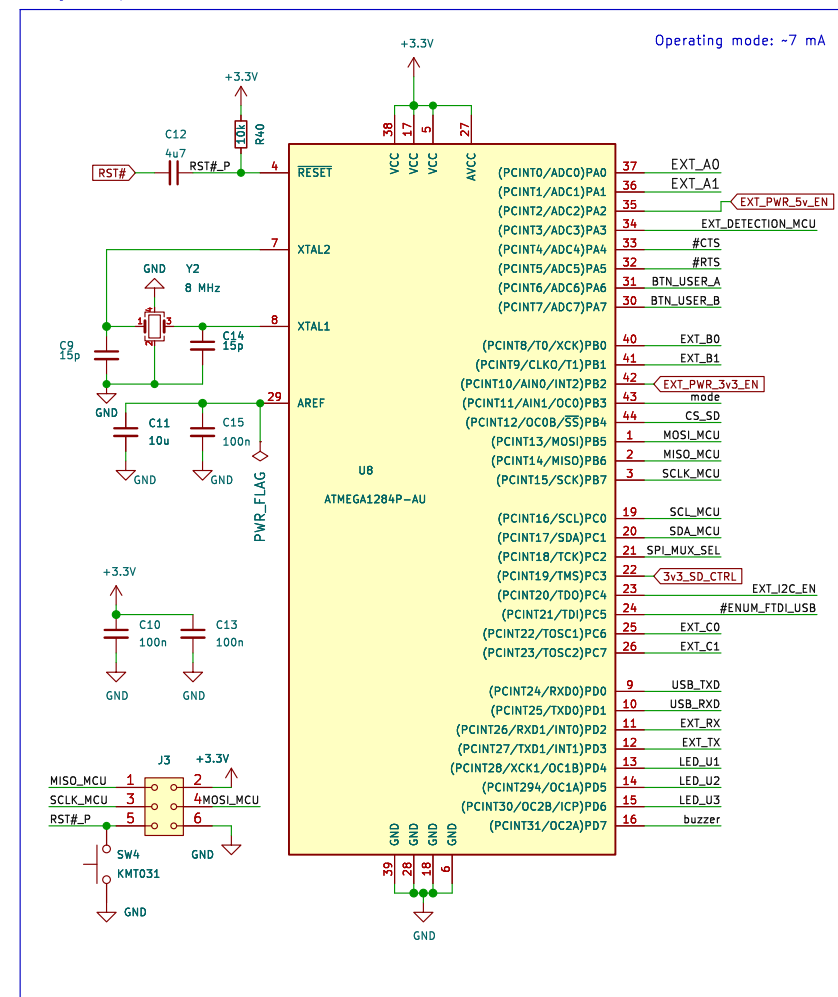 Operating mode: ~7 mA
+3.3V
+3.3V
C12
4u7
RST#
RST#_P
10k
R40
38
17
5
27
VCC
VCC
VCC
AVCC
4
RESET
7
XTAL2
GND
Y2
8 MHz
1
3
4
2
8
XTAL1
C9
15p
C14
15p
GND
29
AREF
C11
10u
C15
100n
GND
GND
PWR_FLAG
U8
ATMEGA1284P-AU
(PCINT0/ADC0)PA0 37 EXT_A0
(PCINT1/ADC1)PA1 36 EXT_A1
(PCINT2/ADC2)PA2 35 EXT_PWR_5v_EN
(PCINT3/ADC3)PA3 34 EXT_DETECTION_MCU
(PCINT4/ADC4)PA4 33 #CTS
(PCINT5/ADC5)PA5 32 #RTS
(PCINT6/ADC6)PA6 31 BTN_USER_A
(PCINT7/ADC7)PA7 30 BTN_USER_B
(PCINT8/T0/XCK)PB0 40 EXT_B0
(PCINT9/CLKO/T1)PB1 41 EXT_B1
(PCINT10/AIN0/INT2)PB2 42 EXT_PWR_3v3_EN
(PCINT11/AIN1/OC0)PB3 43 mode
(PCINT12/OC0B/SS)PB4 44 CS_SD
(PCINT13/MOSI)PB5 1 MOSI_MCU
(PCINT14/MISO)PB6 2 MISO_MCU
(PCINT15/SCK)PB7 3 SCLK_MCU
(PCINT16/SCL)PC0 19 SCL_MCU
(PCINT17/SDA)PC1 20 SDA_MCU
(PCINT18/TCK)PC2 21 SPI_MUX_SEL
(PCINT19/TMS)PC3 22 3v3_SD_CTRL
(PCINT20/TDO)PC4 23 EXT_I2C_EN
(PCINT21/TDI)PC5 24 #ENUM_FTDI_USB
(PCINT22/TOSC1)PC6 25 EXT_C0
(PCINT23/TOSC2)PC7 26 EXT_C1
(PCINT24/RXD0)PD0 9 USB_TXD
(PCINT25/TXD0)PD1 10 USB_RXD
(PCINT26/RXD1/INT0)PD2 11 EXT_RX
(PCINT27/TXD1/INT1)PD3 12 EXT_TX
(PCINT28/XCK1/OC1B)PD4 13 LED_U1
(PCINT294/OC1A)PD5 14 LED_U2
(PCINT30/OC2B/ICP)PD6 15 LED_U3
(PCINT31/OC2A)PD7 16 buzzer
+3.3V
C10
100n
C13
100n
GND
GND
J3
+3.3V
MISO_MCU 1 2
SCLK_MCU 3 4 MOSI_MCU
RST#_P 5 6
GND
SW4
KMT031
GND
GND
GND
GND
GND
39
28
18
6
GND